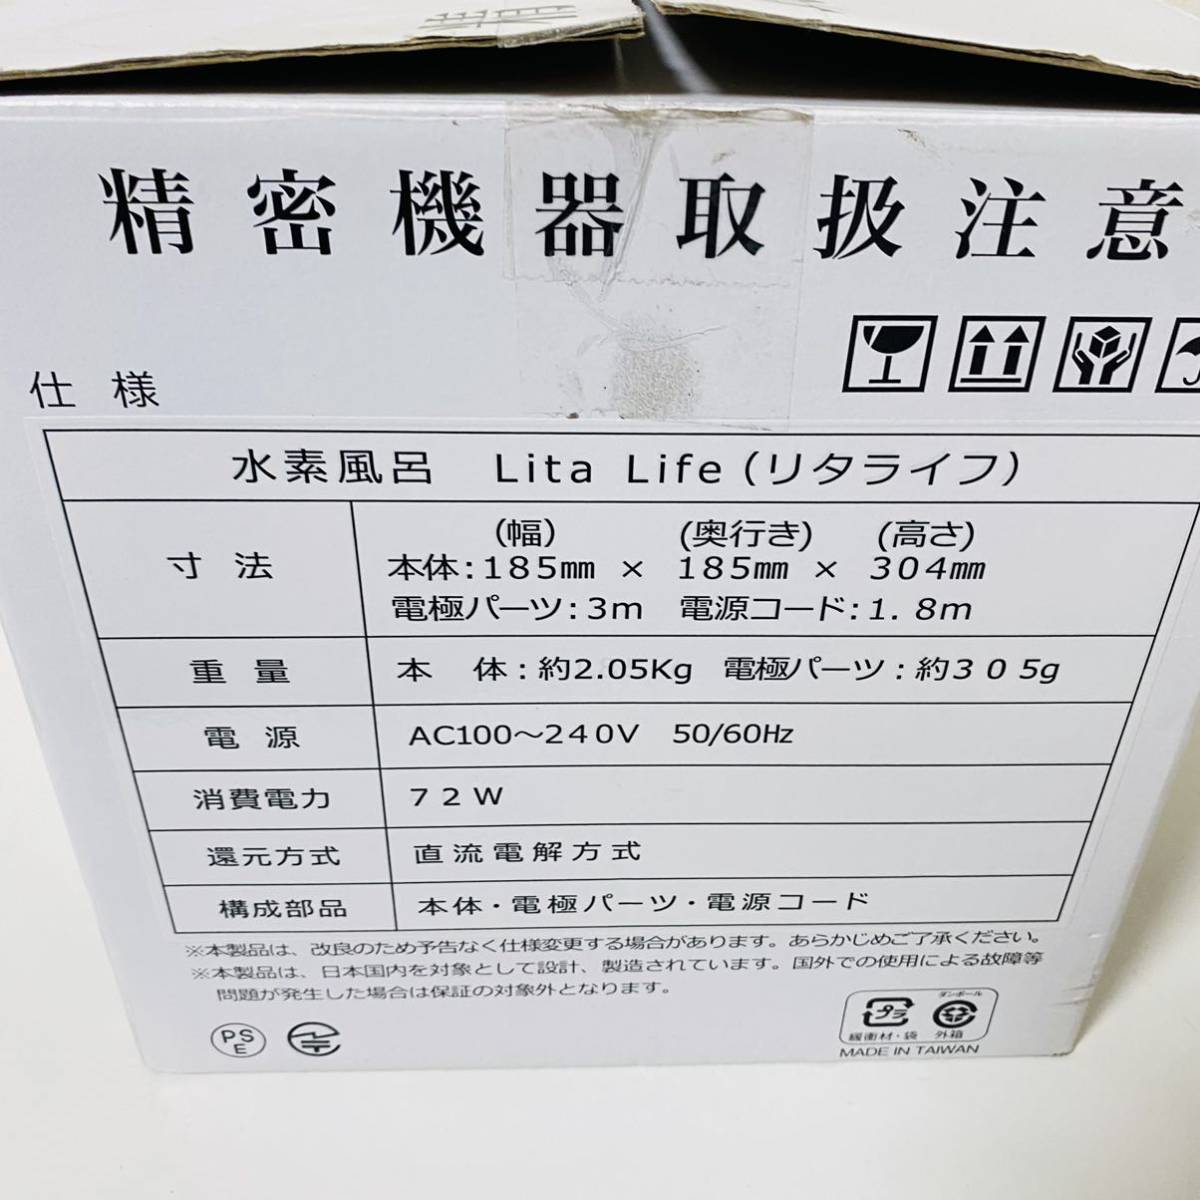 精密機器取扱注意
仕様
水素風呂 Lita Life(リタライフ)
寸法
(幅) (奥行き) (高さ)
本体:185㎜ × 185㎜ × 304㎜
電極パーツ:3m 電源コード:1.8m
重量 本 体:約2.05Kg 電極パーツ:約305g
電源 AC100～240V 50/60Hz
消費電力 72W
還元方式 直流電解方式
構成部品 本体・電極パーツ・電源コード
※本製品は、改良のため予告なく仕様変更する場合があります。あらかじめご了承ください。
※本製品は、日本国内を対象として設計、製造されています。国外での使用による故障等
問題が発生した場合は保証の対象外となります。
PS
E
ダンボール
プラ
緩衝材・袋 外箱
MADE IN TAIWAN